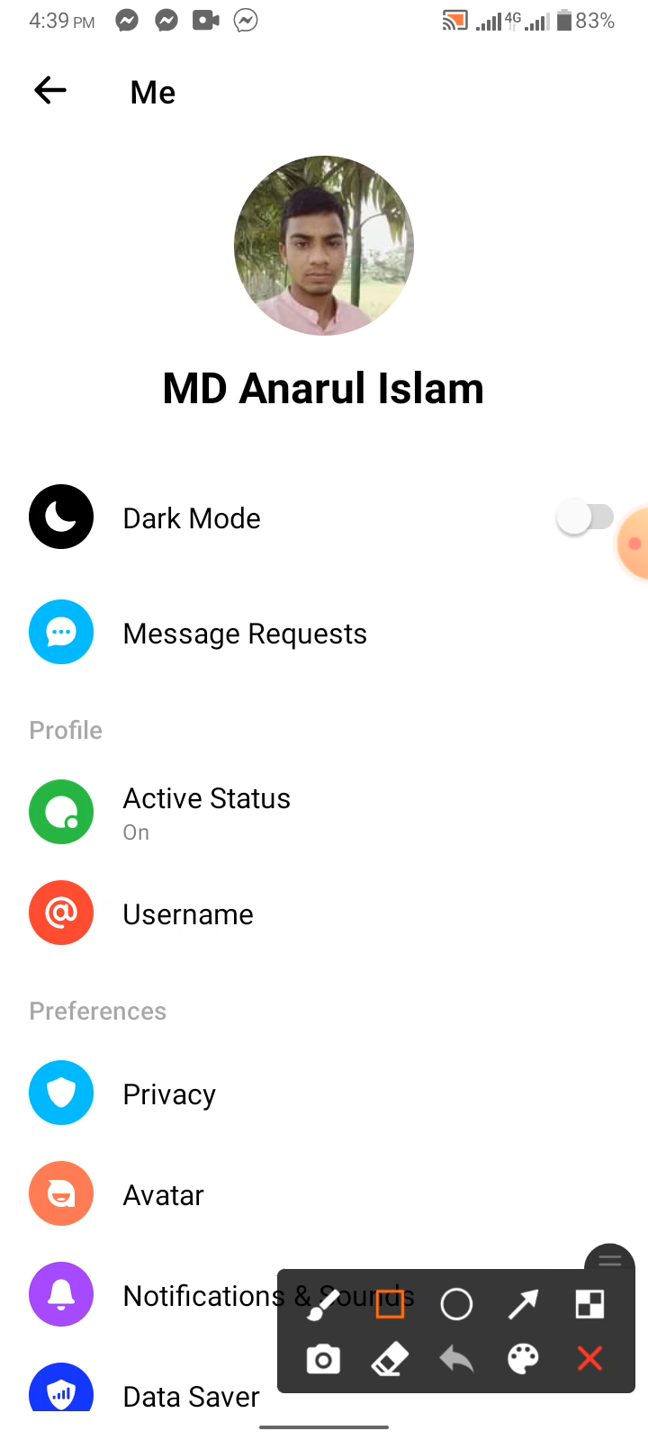 4:39 PM 4G 83%
Me
MD Anarul Islam
Dark Mode
Message Requests
Profile
Active Status
On
Username
Preferences
Privacy
Avatar
Notifications & Sounds
Data Saver